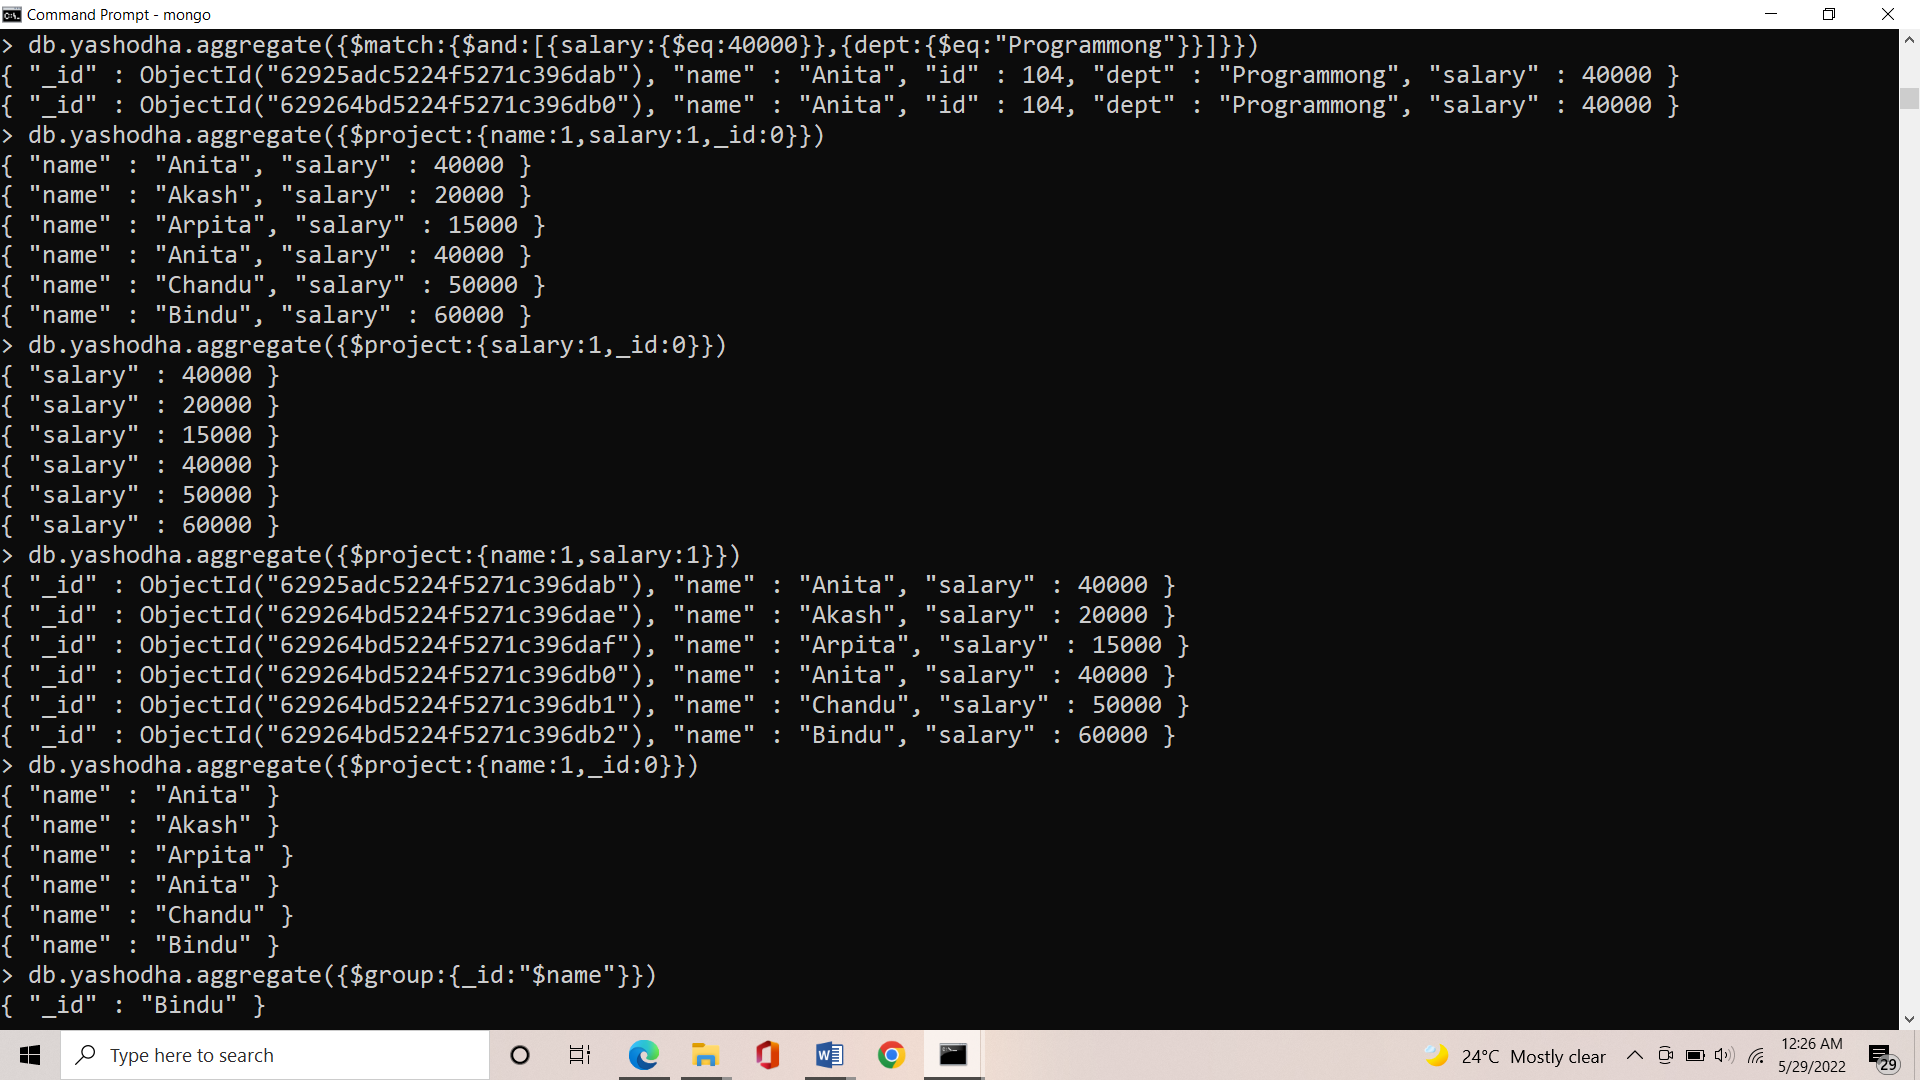 Command Prompt - mongo
> db.yashodha.aggregate({$match:{$and:[{salary:{$eq:40000}},{dept:{$eq:"Programmong"}}]}})
{ "_id" : ObjectId("62925adc5224f5271c396dab"), "name" : "Anita", "id" : 104, "dept" : "Programmong", "salary" : 40000 }
{ "_id" : ObjectId("629264bd5224f5271c396db0"), "name" : "Anita", "id" : 104, "dept" : "Programmong", "salary" : 40000 }
> db.yashodha.aggregate({$project:{name:1,salary:1,_id:0}})
{ "name" : "Anita", "salary" : 40000 }
{ "name" : "Akash", "salary" : 20000 }
{ "name" : "Arpita", "salary" : 15000 }
{ "name" : "Anita", "salary" : 40000 }
{ "name" : "Chandu", "salary" : 50000 }
{ "name" : "Bindu", "salary" : 60000 }
> db.yashodha.aggregate({$project:{salary:1,_id:0}})
{ "salary" : 40000 }
{ "salary" : 20000 }
{ "salary" : 15000 }
{ "salary" : 40000 }
{ "salary" : 50000 }
{ "salary" : 60000 }
> db.yashodha.aggregate({$project:{name:1,salary:1}})
{ "_id" : ObjectId("62925adc5224f5271c396dab"), "name" : "Anita", "salary" : 40000 }
{ "_id" : ObjectId("629264bd5224f5271c396dae"), "name" : "Akash", "salary" : 20000 }
{ "_id" : ObjectId("629264bd5224f5271c396daf"), "name" : "Arpita", "salary" : 15000 }
{ "_id" : ObjectId("629264bd5224f5271c396db0"), "name" : "Anita", "salary" : 40000 }
{ "_id" : ObjectId("629264bd5224f5271c396db1"), "name" : "Chandu", "salary" : 50000 }
{ "_id" : ObjectId("629264bd5224f5271c396db2"), "name" : "Bindu", "salary" : 60000 }
> db.yashodha.aggregate({$project:{name:1,_id:0}})
{ "name" : "Anita" }
{ "name" : "Akash" }
{ "name" : "Arpita" }
{ "name" : "Anita" }
{ "name" : "Chandu" }
{ "name" : "Bindu" }
> db.yashodha.aggregate({$group:{_id:"$name"}})
{ "_id" : "Bindu" }
Type here to search
24°C Mostly clear
12:26 AM
5/29/2022
29